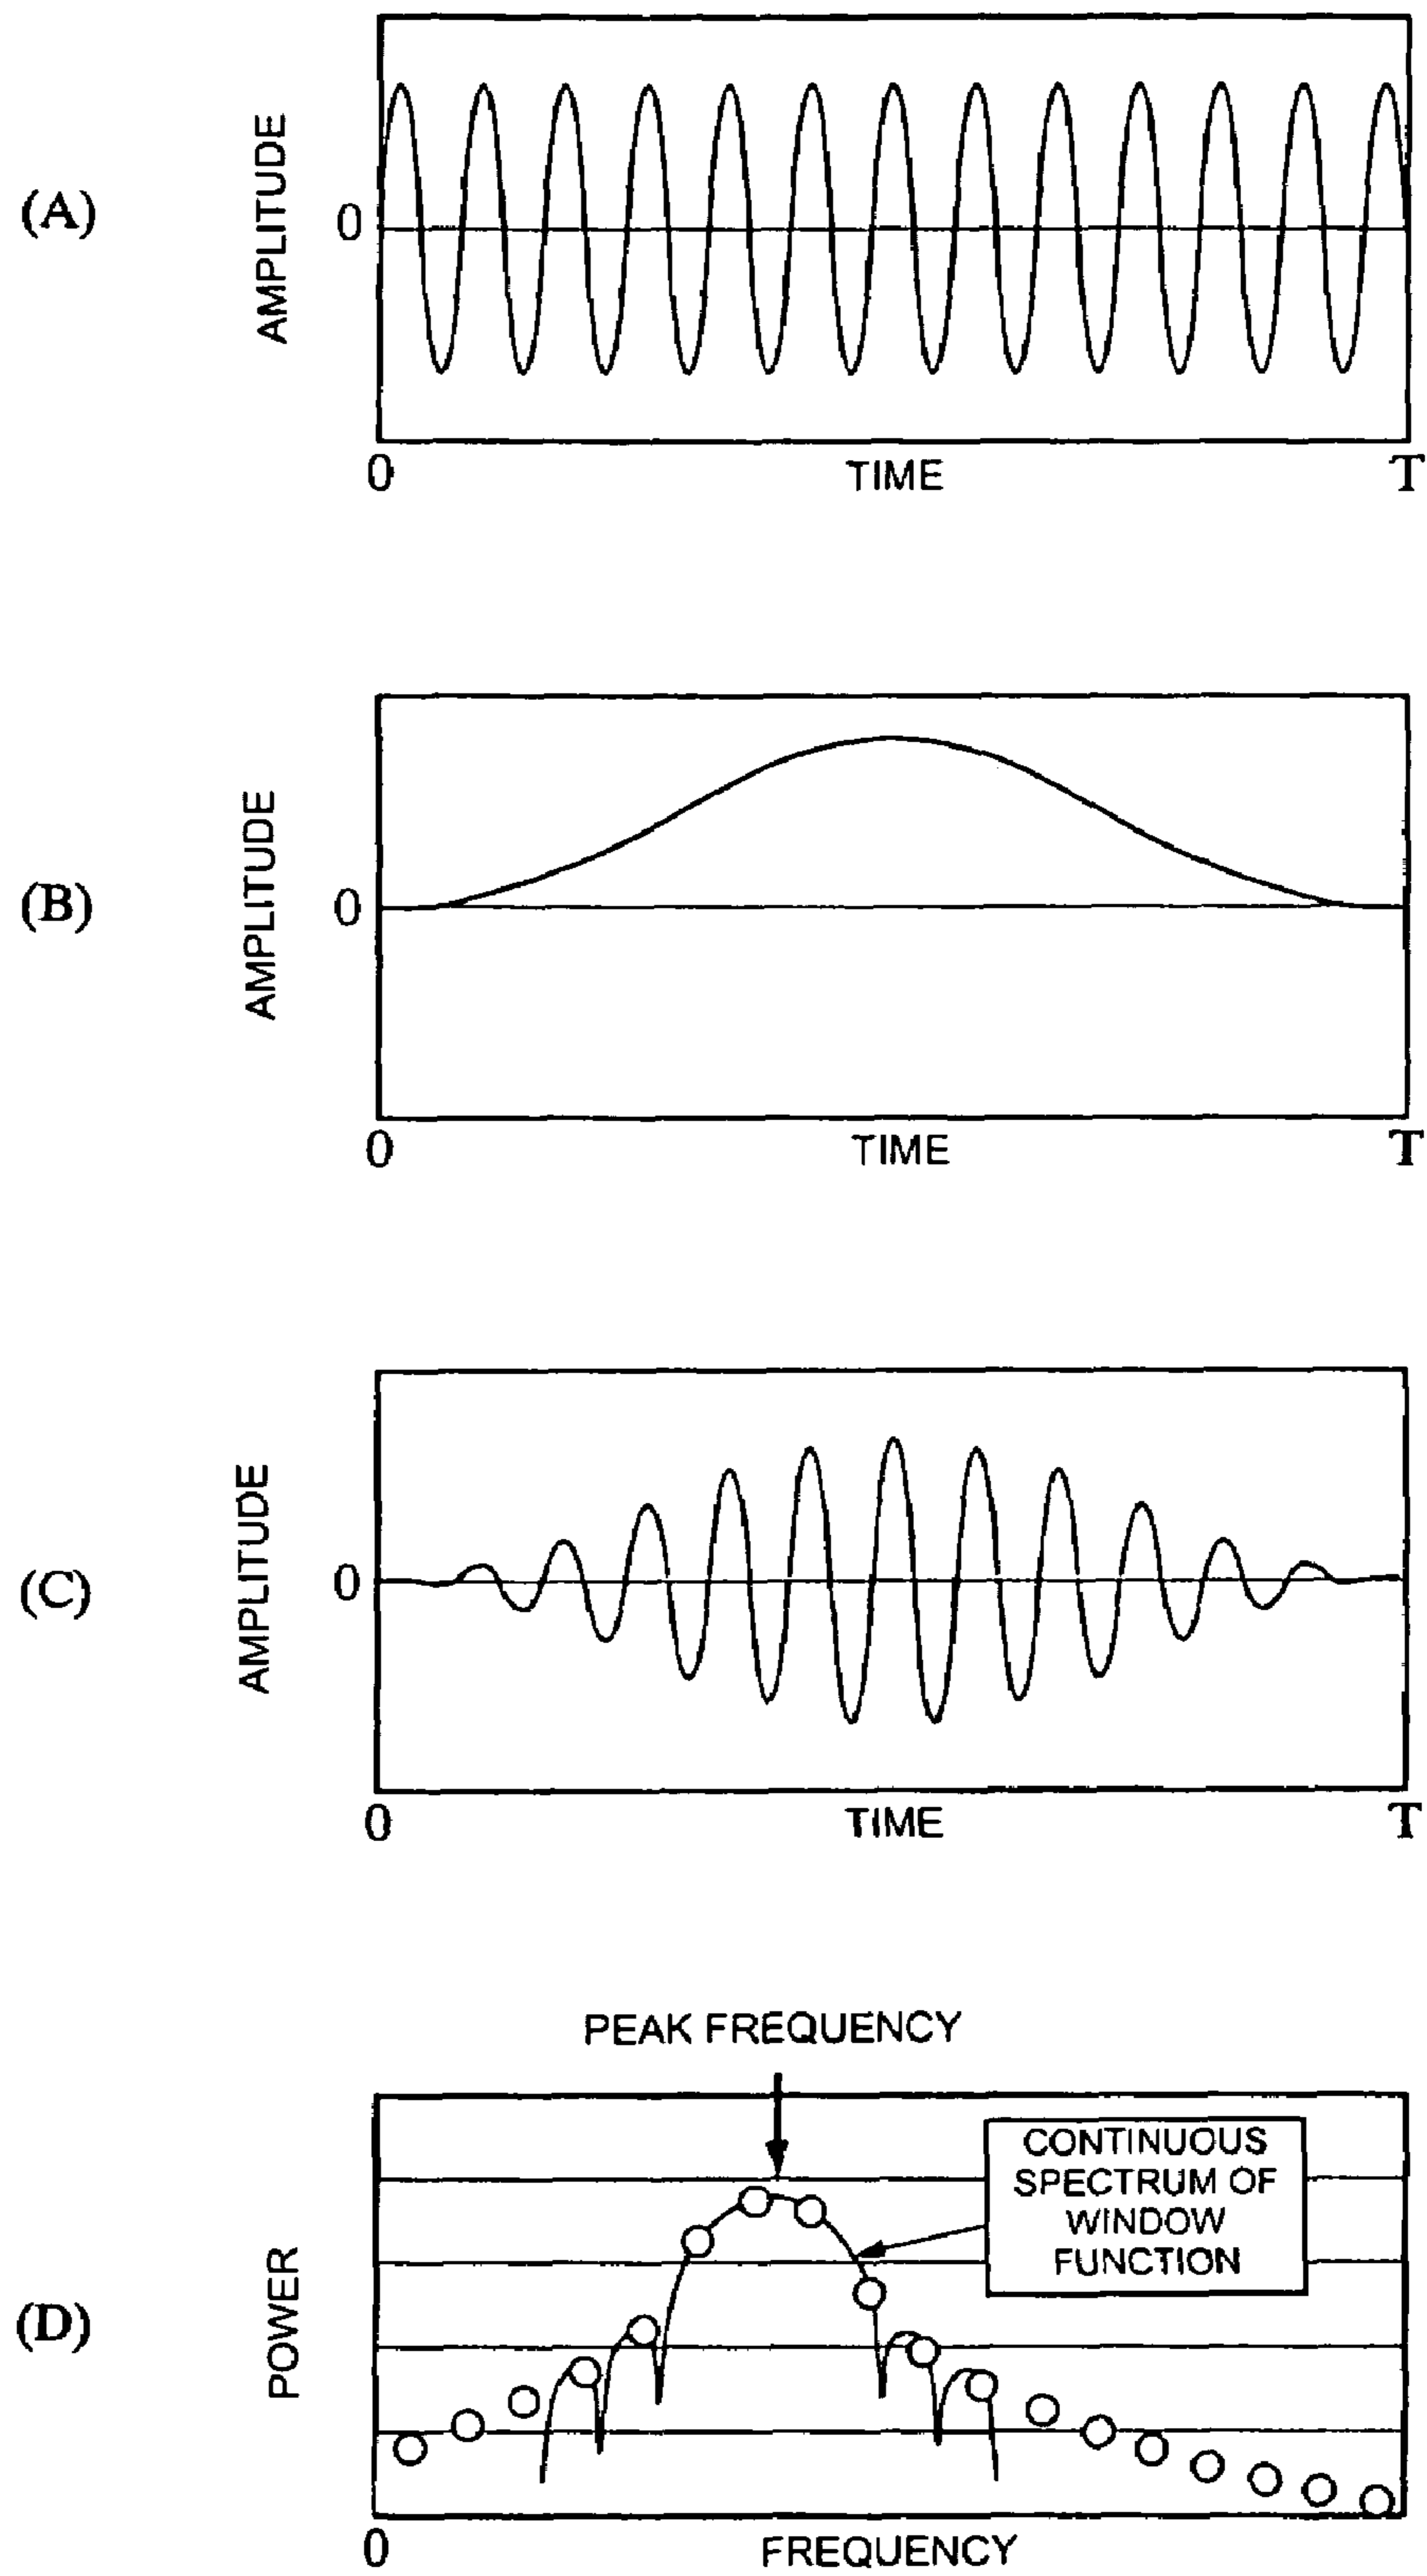 (A)
AMPLITUDE
0
0
TIME
T
(B)
AMPLITUDE
0
0
TIME
T
(C)
AMPLITUDE
0
0
TIME
T
PEAK FREQUENCY
(D)
POWER
CONTINUOUS
SPECTRUM OF
WINDOW
FUNCTION
0
FREQUENCY